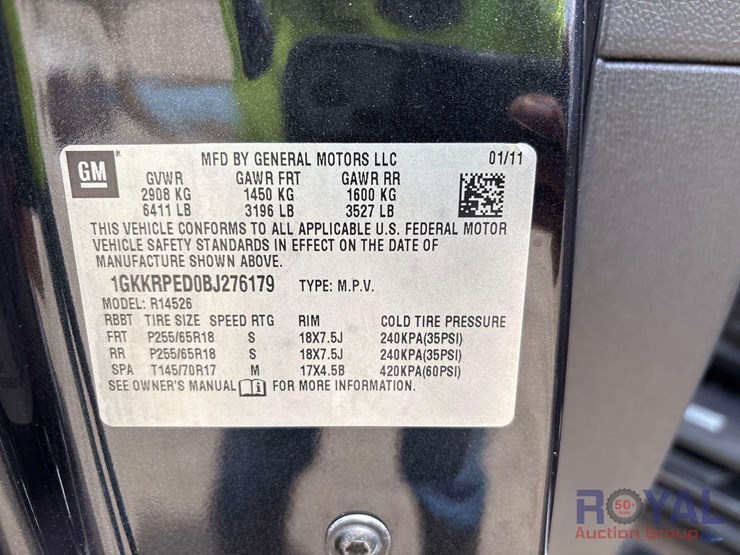 GM MFD BY GENERAL MOTORS LLC 01/11
GVWR GAWR FRT GAWR RR
2908 KG 1450 KG 1600 KG
6411 LB 3196 LB 3527 LB
THIS VEHICLE CONFORMS TO ALL APPLICABLE U.S. FEDERAL MOTOR
VEHICLE SAFETY STANDARDS IN EFFECT ON THE DATE OF
MANUFACTURE SHOWN ABOVE.
1GKKRPED0BJ276179 TYPE: M.P.V.
MODEL: R14526
RBBT TIRE SIZE SPEED RTG RIM COLD TIRE PRESSURE
FRT P255/65R18 S 18X7.5J 240KPA(35PSI)
RR P255/65R18 S 18X7.5J 240KPA(35PSI)
SPA T145/70R17 M 17X4.5B 420KPA(60PSI)
SEE OWNER'S MANUAL i FOR MORE INFORMATION.
ROYAL
50
Auction Group